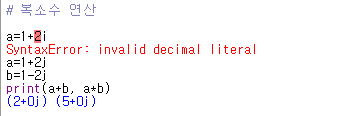 # 복소수 연산
a=1+2i
SyntaxError: invalid decimal literal
a=1+2j
b=1-2j
print(a+b, a*b)
(2+0j) (5+0j)